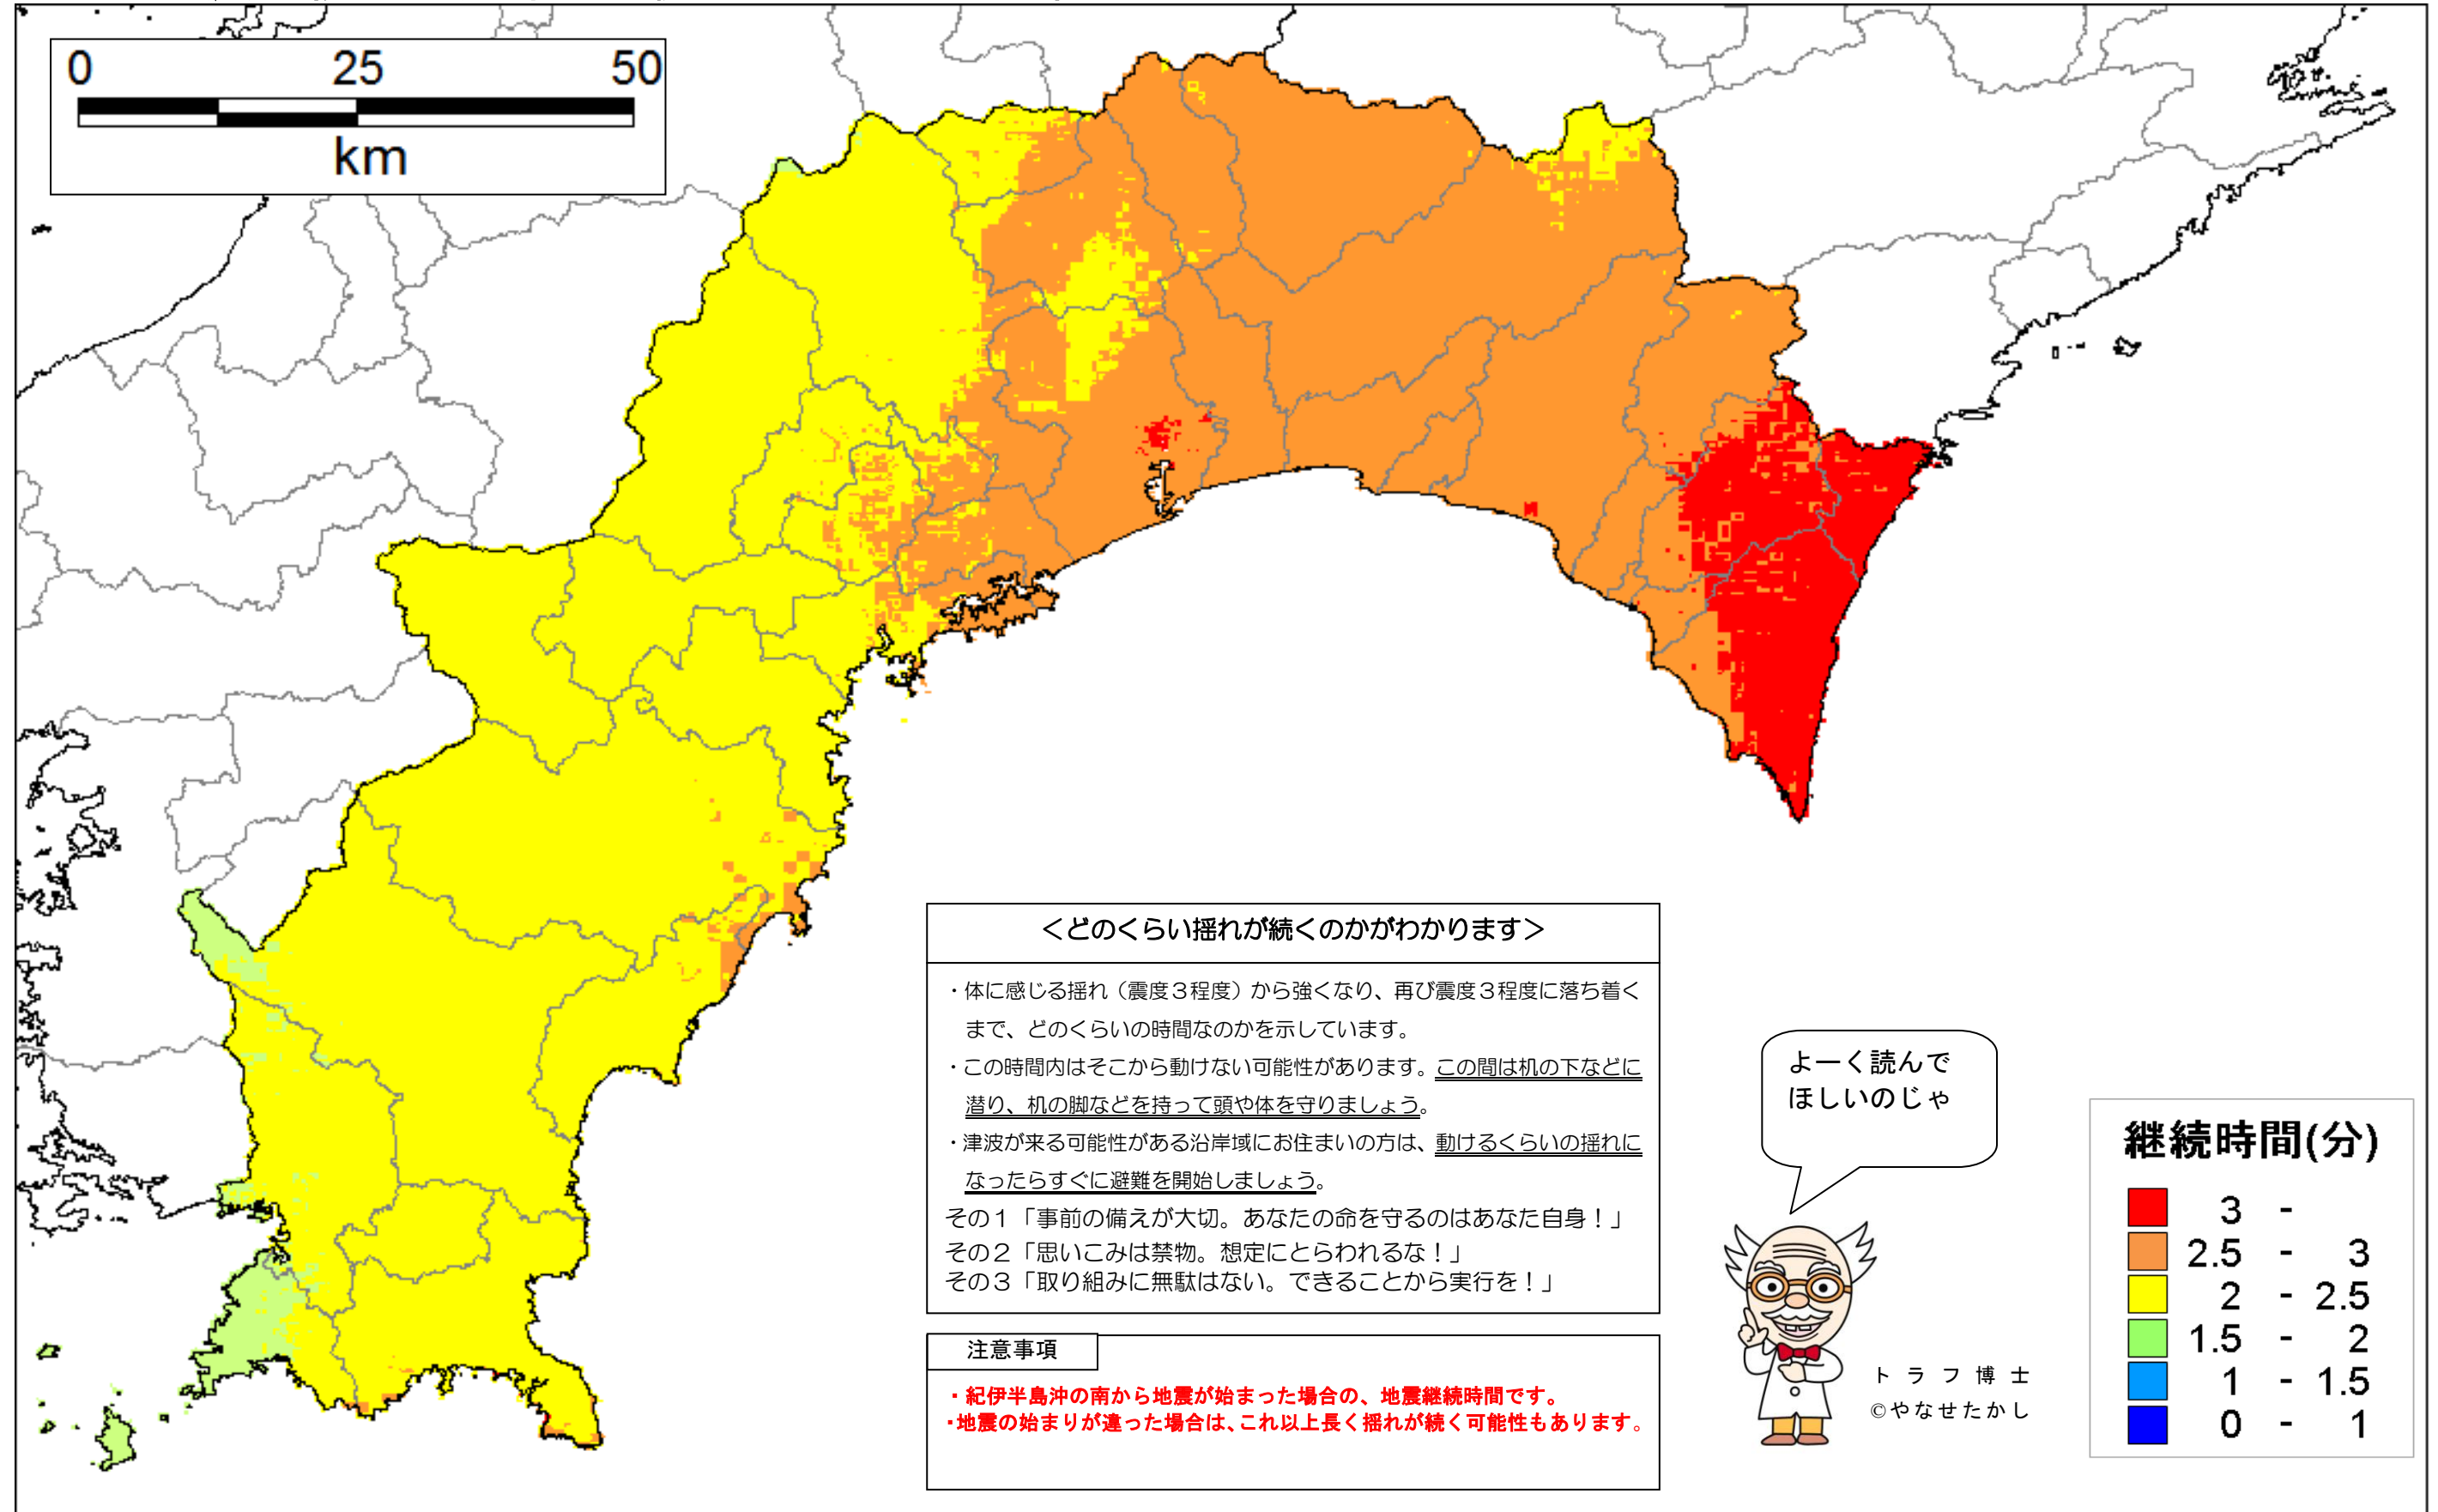 0 25 50
km
＜どのくらい揺れが続くのかがわかります＞
・体に感じる揺れ（震度３程度）から強くなり、再び震度３程度に落ち着く
まで、どのくらいの時間なのかを示しています。
・この時間内はそこから動けない可能性があります。この間は机の下などに
潜り、机の脚などを持って頭や体を守りましょう。
・津波が来る可能性がある沿岸域にお住まいの方は、動けるくらいの揺れに
なったらすぐに避難を開始しましょう。
その１「事前の備えが大切。あなたの命を守るのはあなた自身！」
その２「思いこみは禁物。想定にとらわれるな！」
その３「取り組みに無駄はない。できることから実行を！」
注意事項
・紀伊半島沖の南から地震が始まった場合の、地震継続時間です。
・地震の始まりが違った場合は、これ以上長く揺れが続く可能性もあります。
よーく読んで
ほしいのじゃ
トラフ博士
©やなせたかし
継続時間(分)
3 -
2.5 - 3
2 - 2.5
1.5 - 2
1 - 1.5
0 - 1